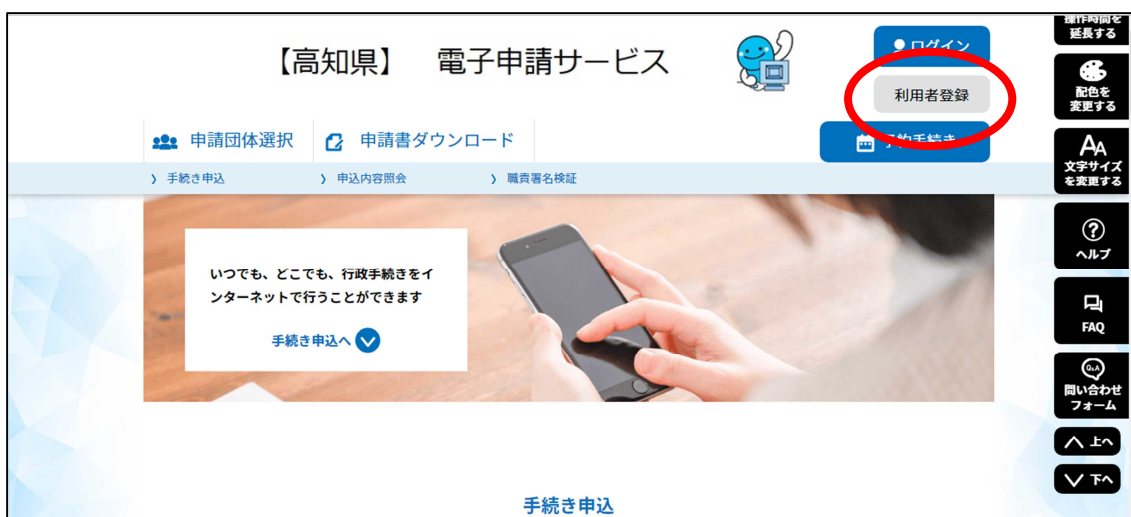 【高知県】　電子申請サービス
ログイン
利用者登録
申請団体選択
申請書ダウンロード
予約手続き
手続き申込
申込内容照会
職責署名検証
いつでも、どこでも、行政手続きをイ
ンターネットで行うことができます
手続き申込へ
手続き申込
操作時間を
延長する
配色を
変更する
文字サイズ
を変更する
ヘルプ
FAQ
問い合わせ
フォーム
上へ
下へ